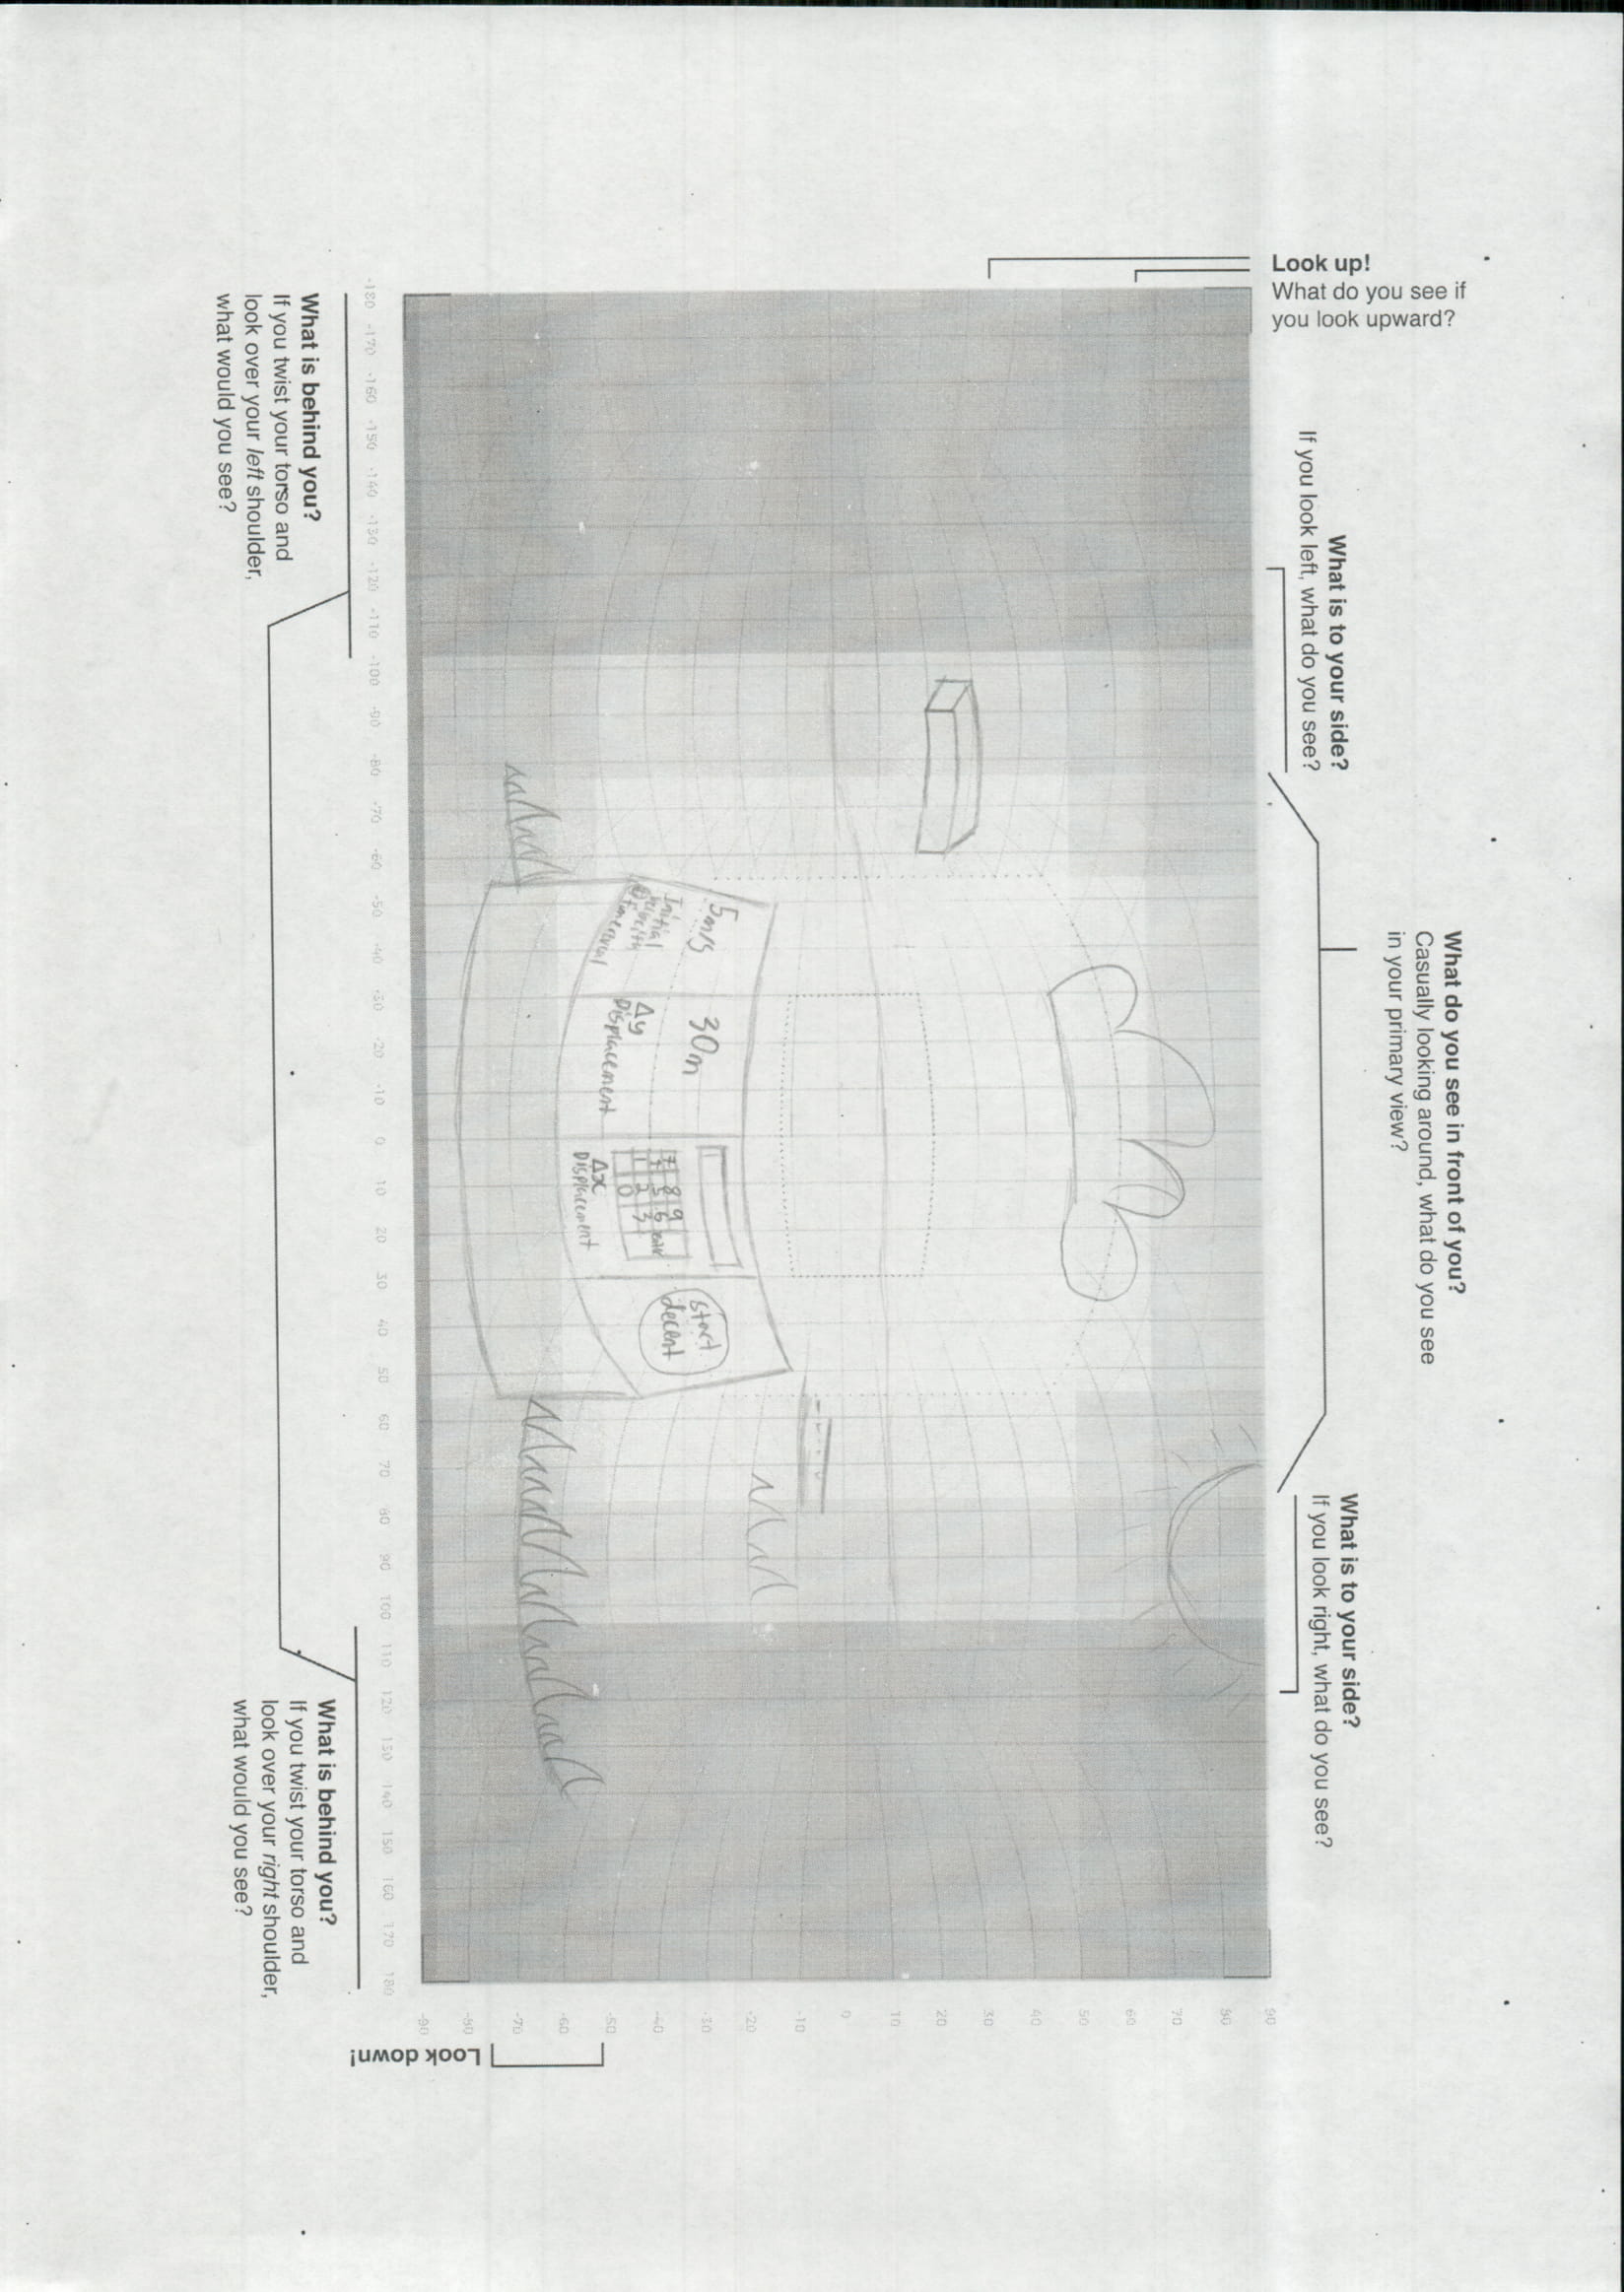 Look up!
What do you see if
you look upward?
What is to your side?
If you look left, what do you see?
What do you see in front of you?
Casually looking around, what do you see
in your primary view?
What is to your side?
If you look right, what do you see?
90
80
70
60
50
40
30
20
10
0
-10
-20
-30
-40
-50
-60
-70
-80
-90
5m/s
Initial
velocity
30m
Δy
Displacement
7 8 9
5 6
1 2 3
0
Δx
Displacement
start
decent
-180 -170 -160 -150 -140 -130 -120 -110 -100 -90 -80 -70 -60 -50 -40 -30 -20 -10 0 10 20 30 40 50 60 70 80 90 100 110 120 130 140 150 160 170 180
What is behind you?
If you twist your torso and
look over your left shoulder,
what would you see?
What is behind you?
If you twist your torso and
look over your right shoulder,
what would you see?
Look down!